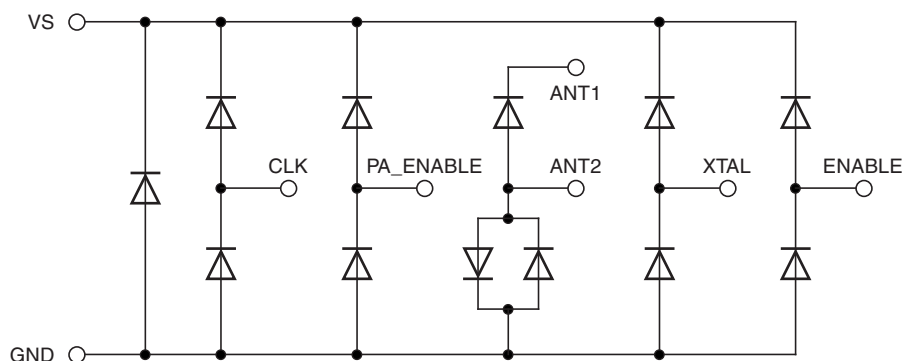 VS
ANT1
CLK
PA_ENABLE
ANT2
XTAL
ENABLE
GND